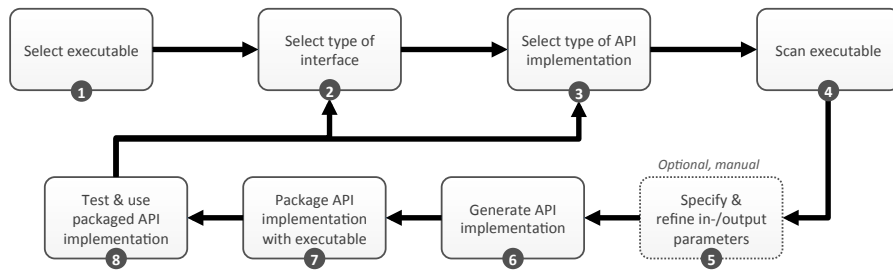 Select executable
1
Select type of
interface
2
Select type of API
implementation
3
Scan executable
4
Optional, manual
Specify &
refine in-/output
parameters
5
Generate API
implementation
6
Package API
implementation
with executable
7
Test & use
packaged API
implementation
8